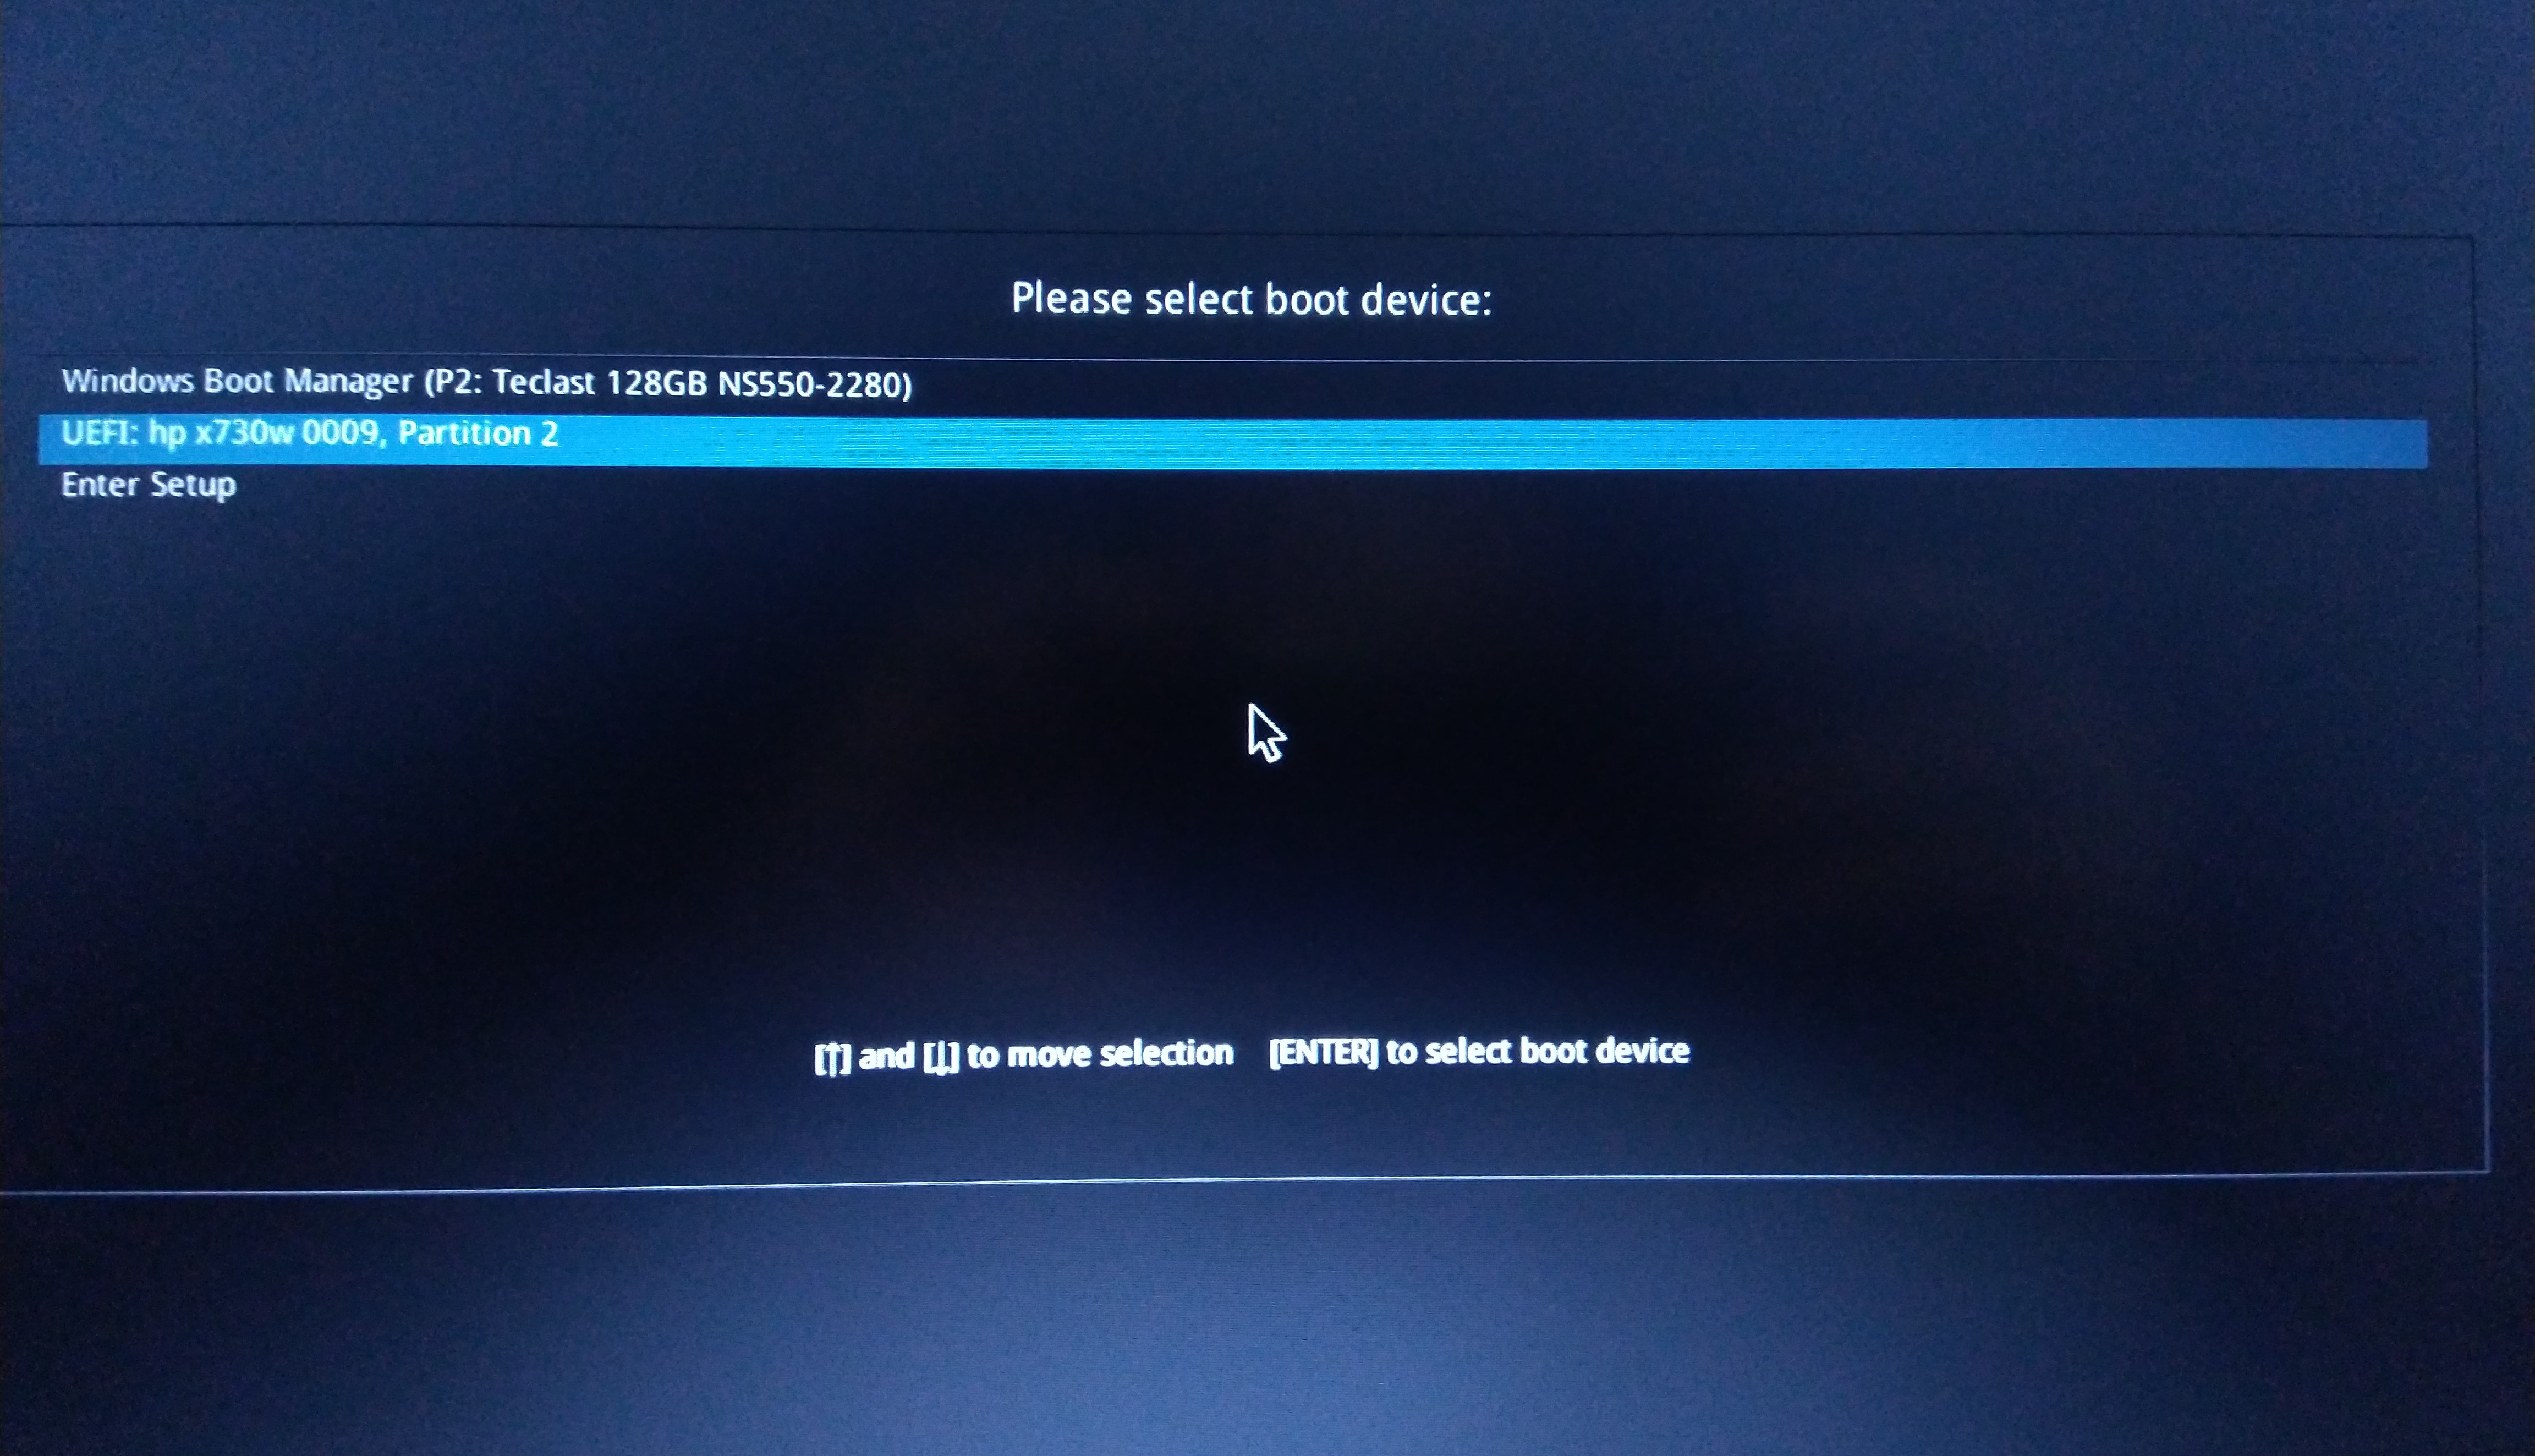 Please select boot device:
Windows Boot Manager (P2: Teclast 128GB NS550-2280)
UEFI: hp x730w 0009, Partition 2
Enter Setup
[↑] and [↓] to move selection [ENTER] to select boot device